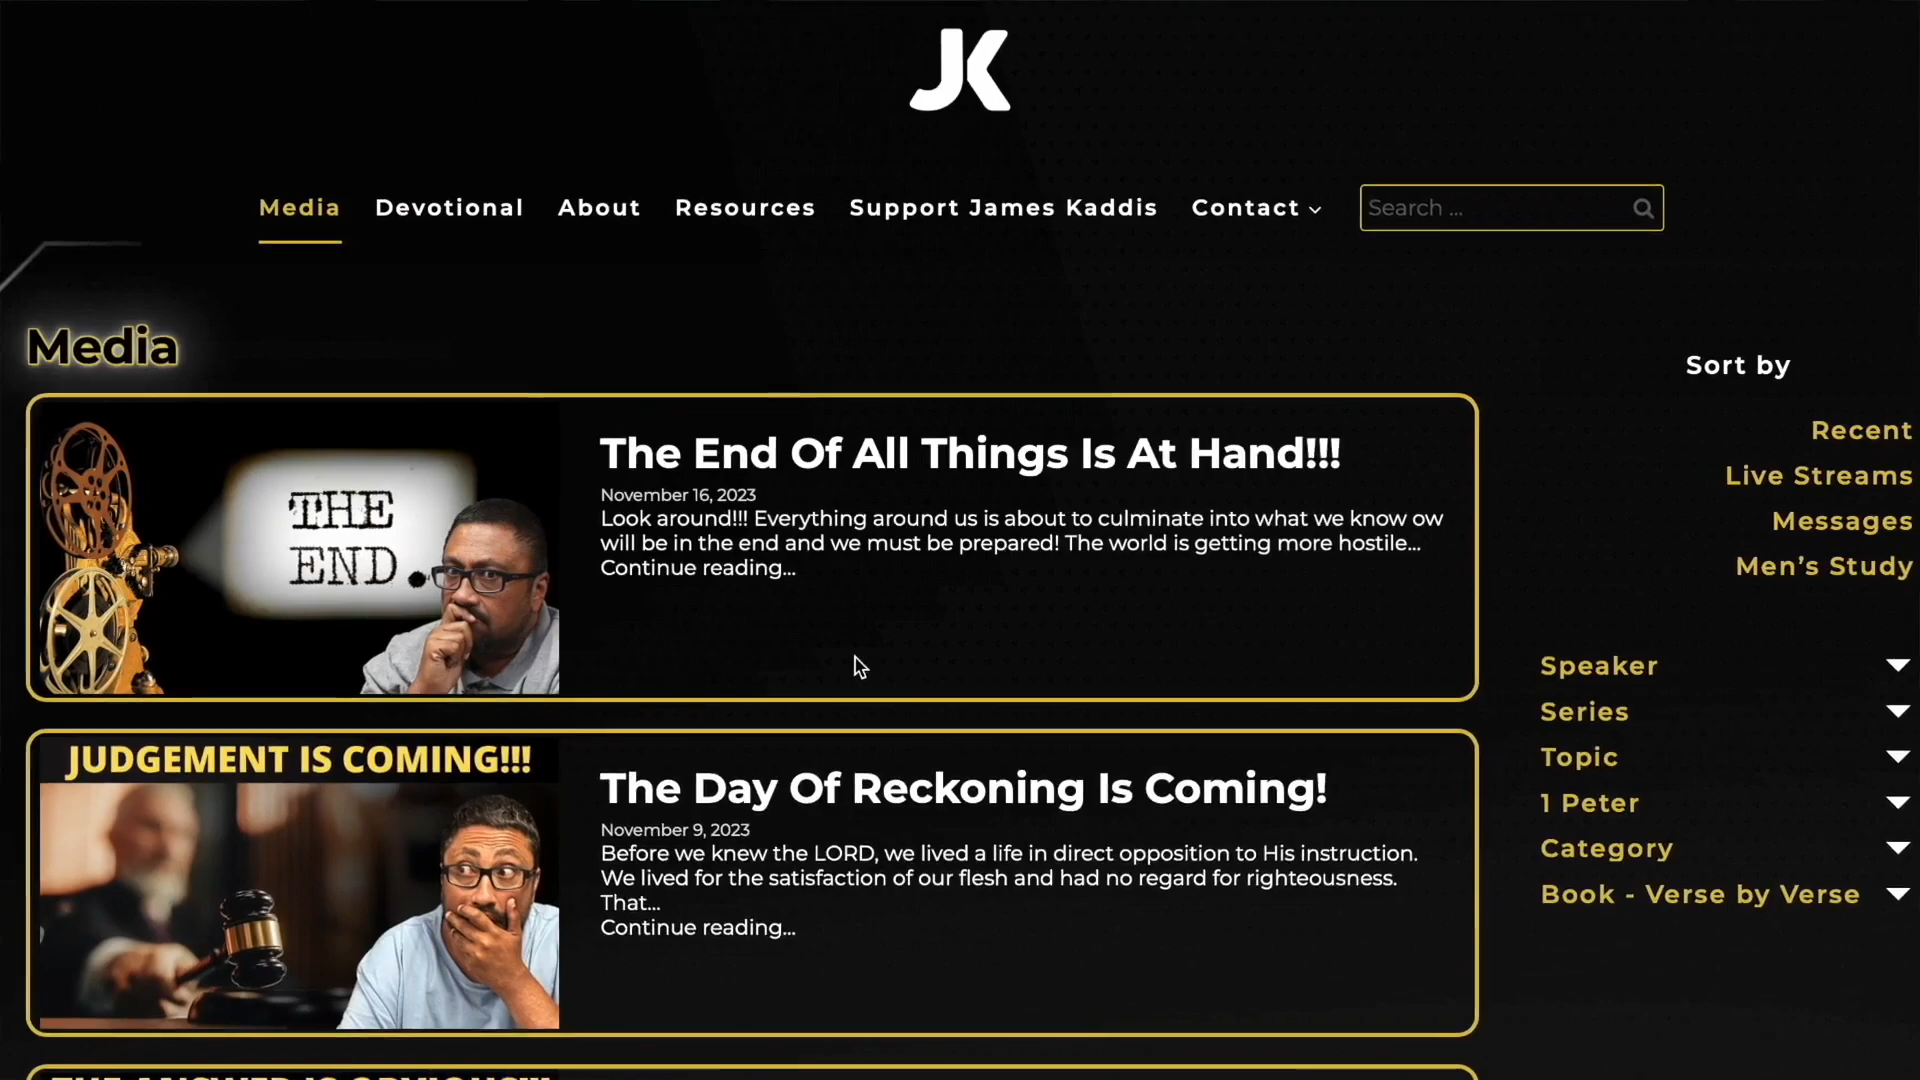 JK
Media
Devotional
About
Resources
Support James Kaddis
Contact
Search ...
Media
Sort by
Recent
Live Streams
Messages
Men's Study
THE
END.
The End Of All Things Is At Hand!!!
November 16, 2023
Look around!!! Everything around us is about to culminate into what we know ow
will be in the end and we must be prepared! The world is getting more hostile...
Continue reading...
Speaker
Series
Topic
1 Peter
Category
Book - Verse by Verse
JUDGEMENT IS COMING!!!
The Day Of Reckoning Is Coming!
November 9, 2023
Before we knew the LORD, we lived a life in direct opposition to His instruction.
We lived for the satisfaction of our flesh and had no regard for righteousness.
That...
Continue reading...
THE ANSWER IS OBVIOUS!!!